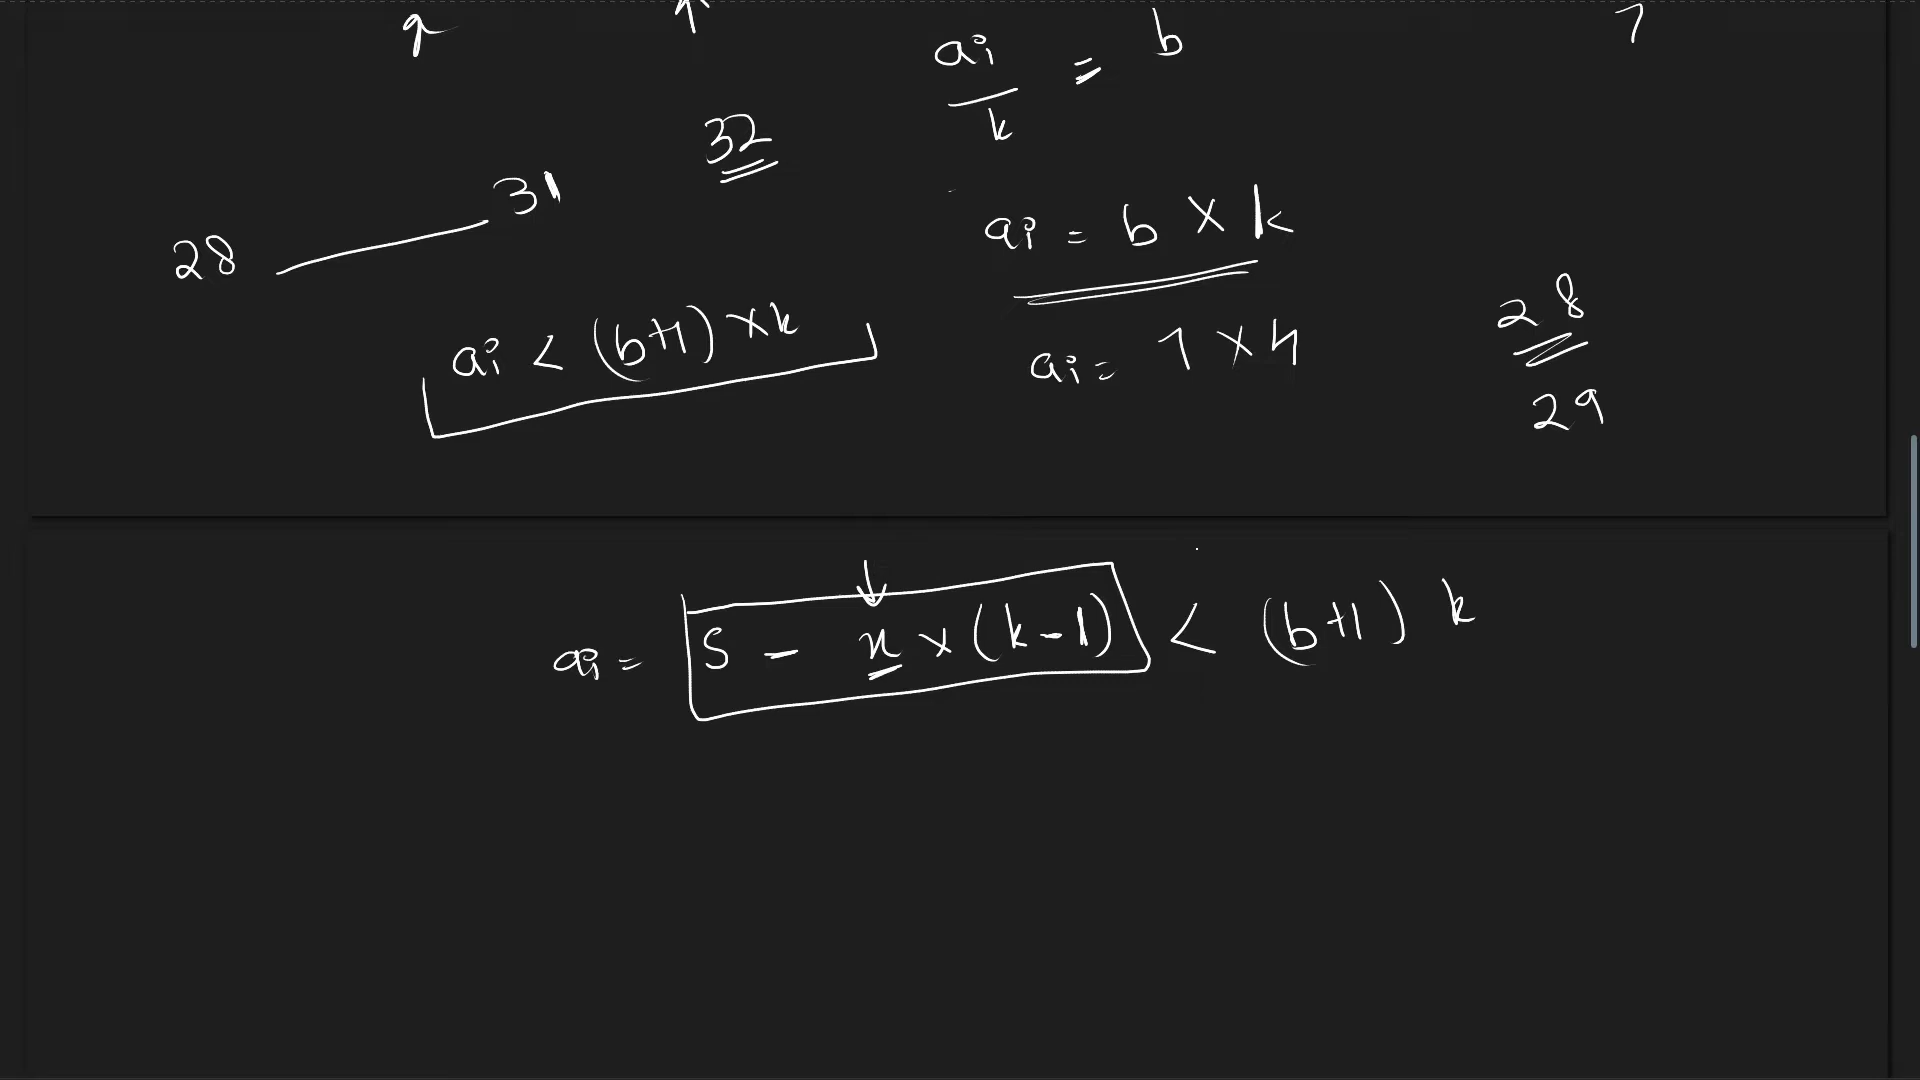 ai / k = b
32
28 —— 31
ai = b × k
ai < (b+1) × k
ai = 7 × 4
28
29
ai = S - x × (k-1) < (b+1) k